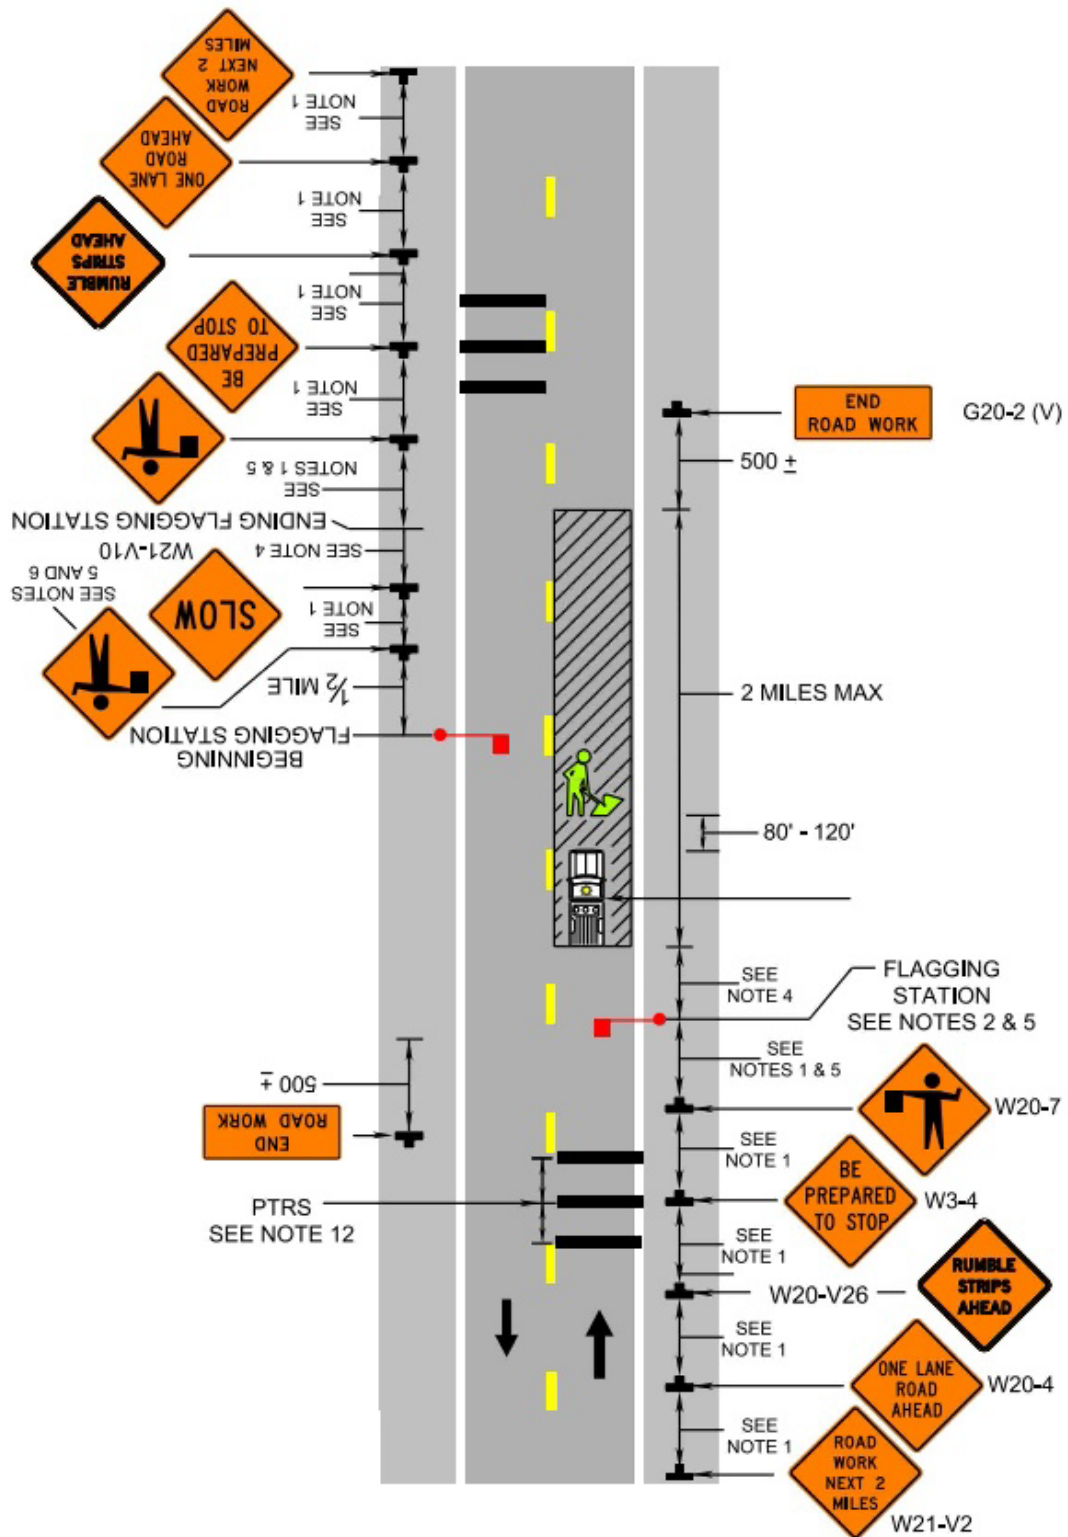 ROAD
WORK
NEXT 2
MILES
SEE
NOTE 1
ONE LANE
ROAD
AHEAD
SEE
NOTE 1
RUMBLE
STRIPS
AHEAD
SEE
NOTE 1
BE
PREPARED
TO STOP
SEE
NOTE 1
SEE
NOTES 1 & 5
ENDING FLAGGING STATION
W21-V10
SEE NOTE 4
SEE NOTES
5 AND 6
SLOW
SEE
NOTE 1
1/2 MILE
BEGINNING
FLAGGING STATION
END
ROAD WORK
G20-2 (V)
500 ±
2 MILES MAX
80' - 120'
SEE
NOTE 4
FLAGGING
STATION
SEE NOTES 2 & 5
SEE
NOTES 1 & 5
W20-7
500 ±
END
ROAD WORK
SEE
NOTE 1
BE
PREPARED
TO STOP
W3-4
PTRS
SEE NOTE 12
SEE
NOTE 1
W20-V26
RUMBLE
STRIPS
AHEAD
SEE
NOTE 1
ONE LANE
ROAD
AHEAD
W20-4
SEE
NOTE 1
ROAD
WORK
NEXT 2
MILES
W21-V2